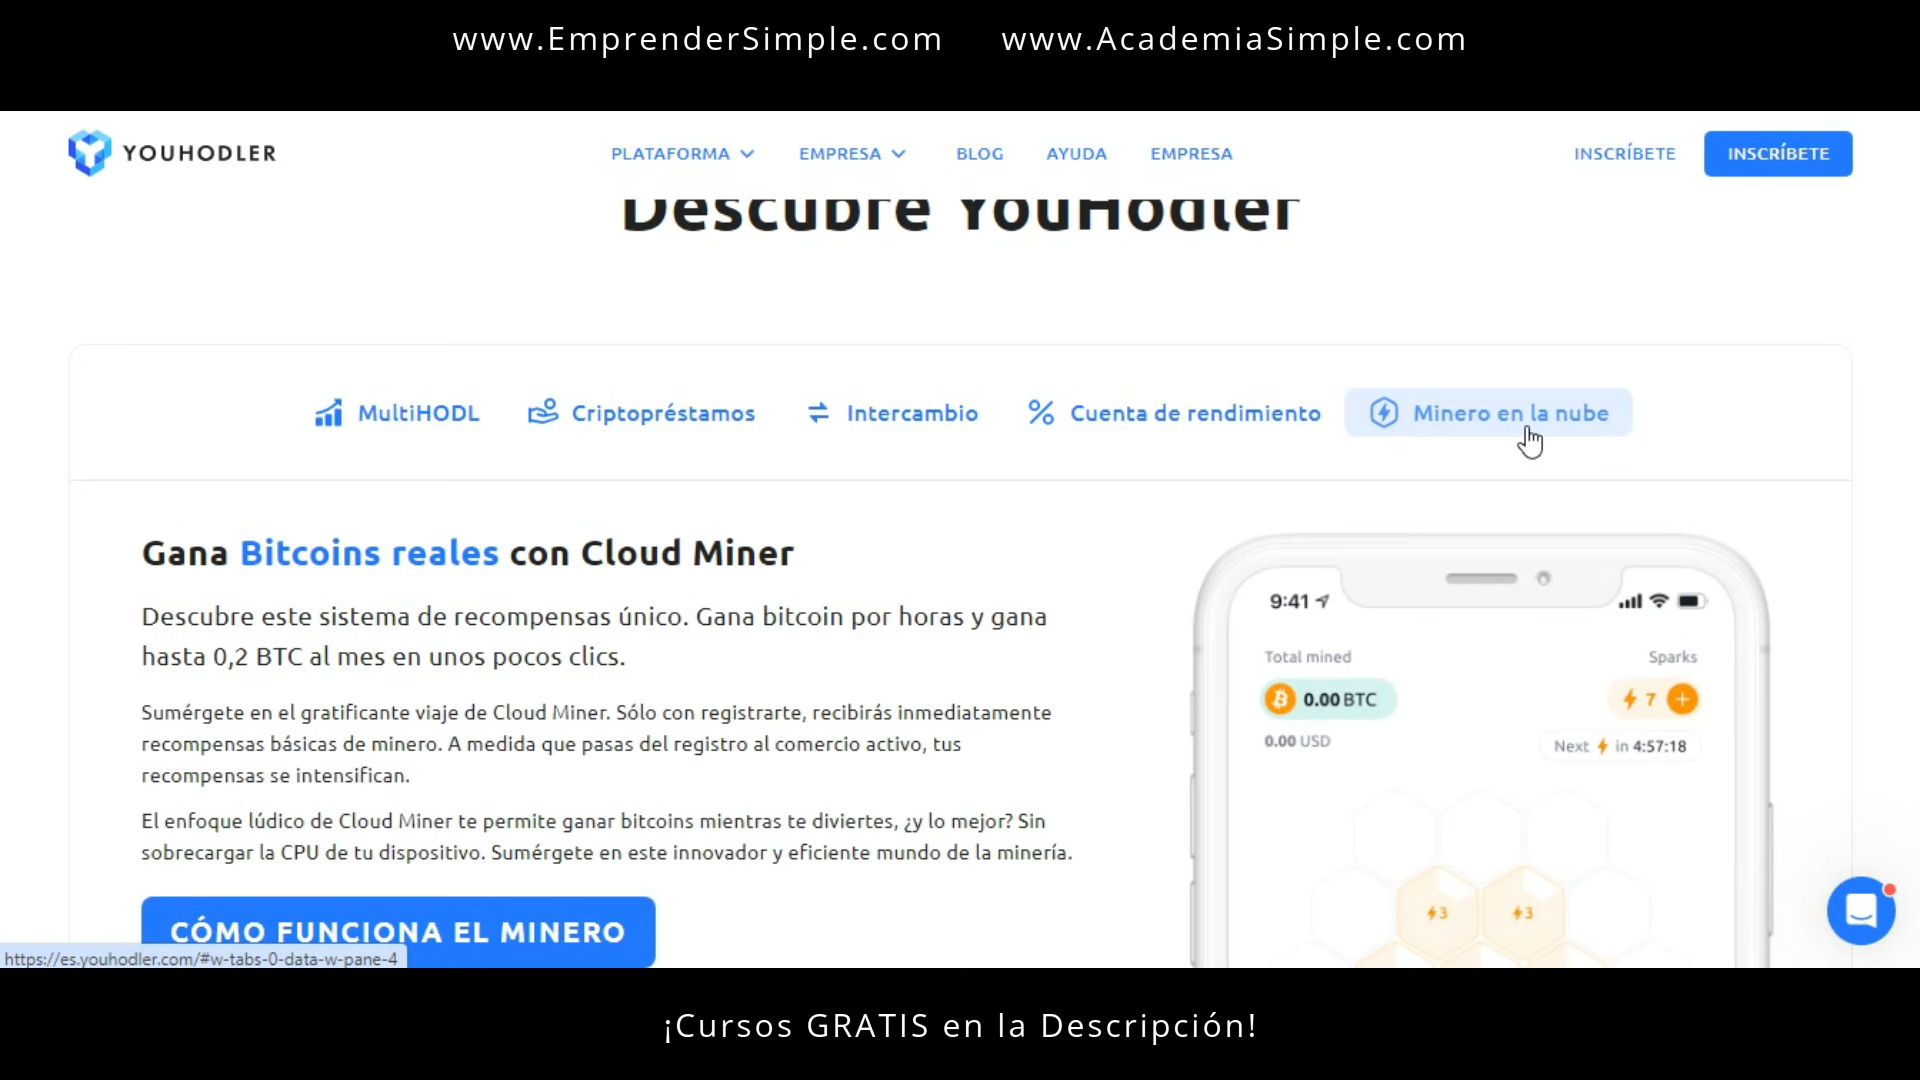 www.EmprenderSimple.com www.AcademiaSimple.com
YOUHODLER
PLATAFORMA EMPRESA BLOG AYUDA EMPRESA
INSCRÍBETE INSCRÍBETE
Descubre YouHodler
MultiHODL Criptopréstamos Intercambio Cuenta de rendimiento Minero en la nube
Gana Bitcoins reales con Cloud Miner
Descubre este sistema de recompensas único. Gana bitcoin por horas y gana
hasta 0,2 BTC al mes en unos pocos clics.
Sumérgete en el gratificante viaje de Cloud Miner. Sólo con registrarte, recibirás inmediatamente
recompensas básicas de minero. A medida que pasas del registro al comercio activo, tus
recompensas se intensifican.
El enfoque lúdico de Cloud Miner te permite ganar bitcoins mientras te diviertes, ¿y lo mejor? Sin
sobrecargar la CPU de tu dispositivo. Sumérgete en este innovador y eficiente mundo de la minería.
CÓMO FUNCIONA EL MINERO
9:41
Total mined Sparks
0.00 BTC 7 +
0.00 USD
Next in 4:57:18
3 3
https://es.youhodler.com/#w-tabs-0-data-w-pane-4
¡Cursos GRATIS en la Descripción!